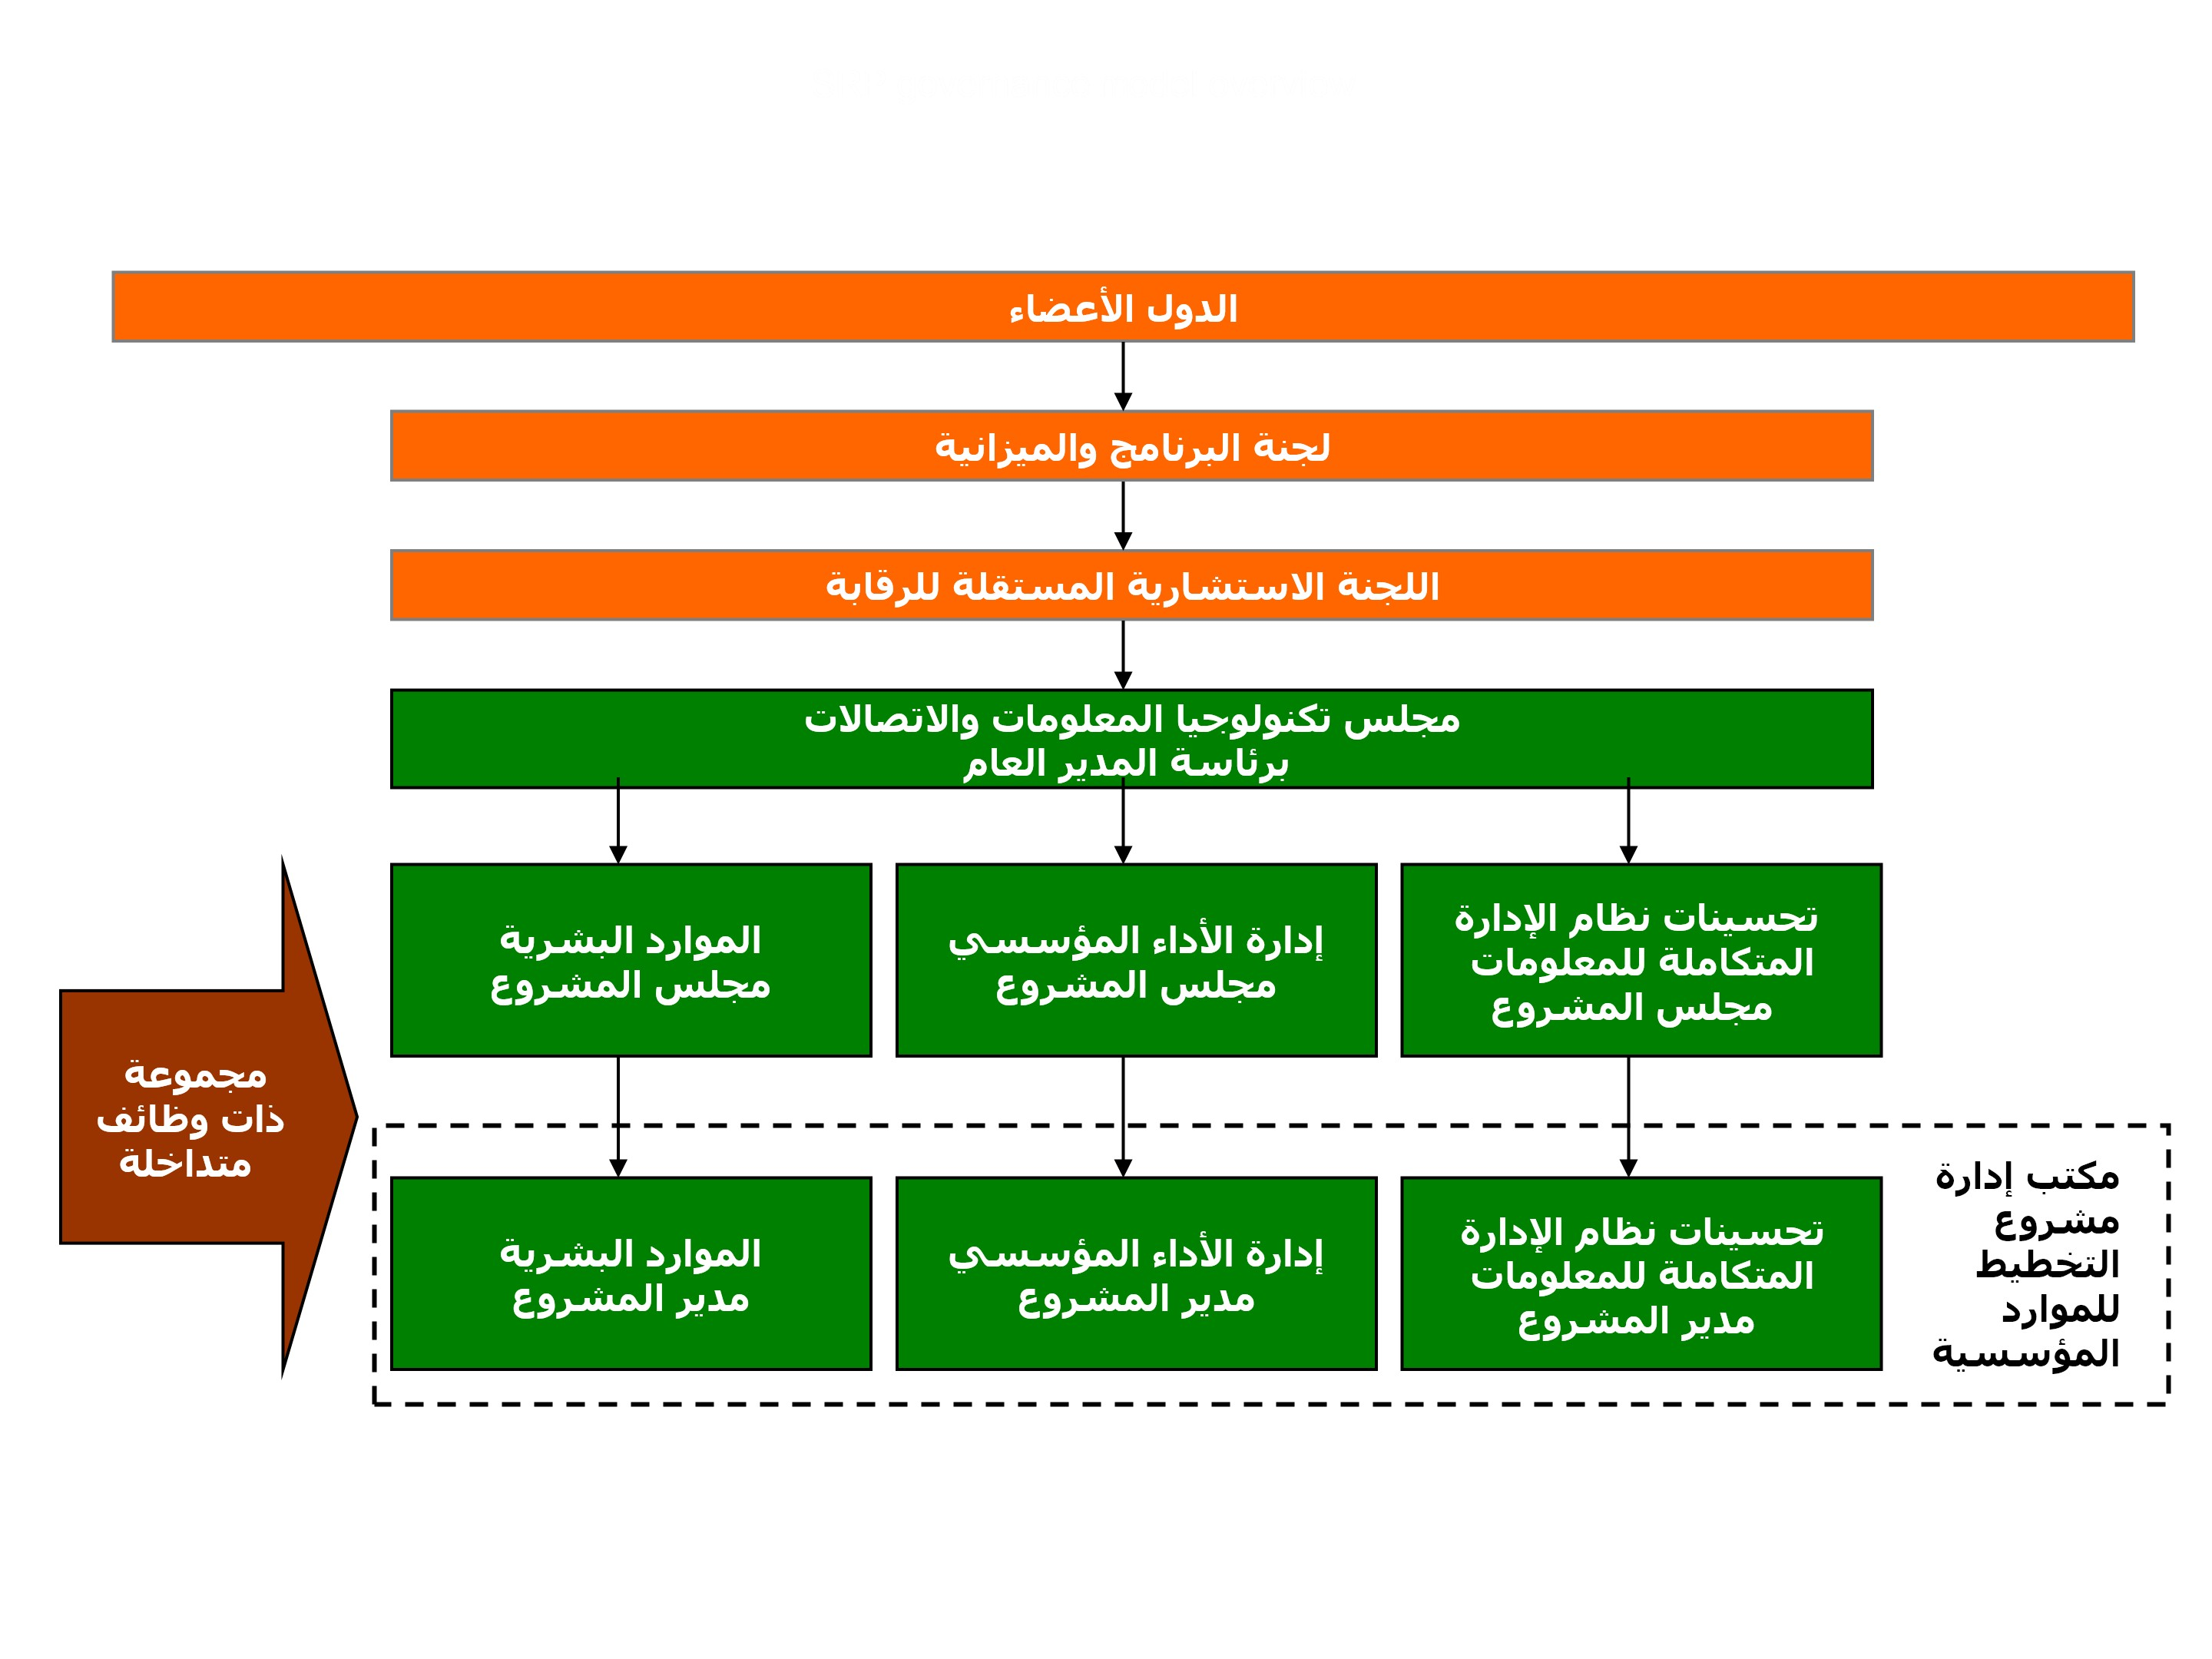 الدول الأعضاء
لجنة البرنامج والميزانية
اللجنة الاستشارية المستقلة للرقابة
مجلس تكنولوجيا المعلومات والاتصالات
برئاسة المدير العام
تحسينات نظام الإدارة
المتكاملة للمعلومات
مجلس المشروع
إدارة الأداء المؤسسي
مجلس المشروع
الموارد البشرية
مجلس المشروع
مجموعة
ذات وظائف
متداخلة
مكتب إدارة
مشروع
التخطيط
للموارد
المؤسسية
تحسينات نظام الإدارة
المتكاملة للمعلومات
مدير المشروع
إدارة الأداء المؤسسي
مدير المشروع
الموارد البشرية
مدير المشروع